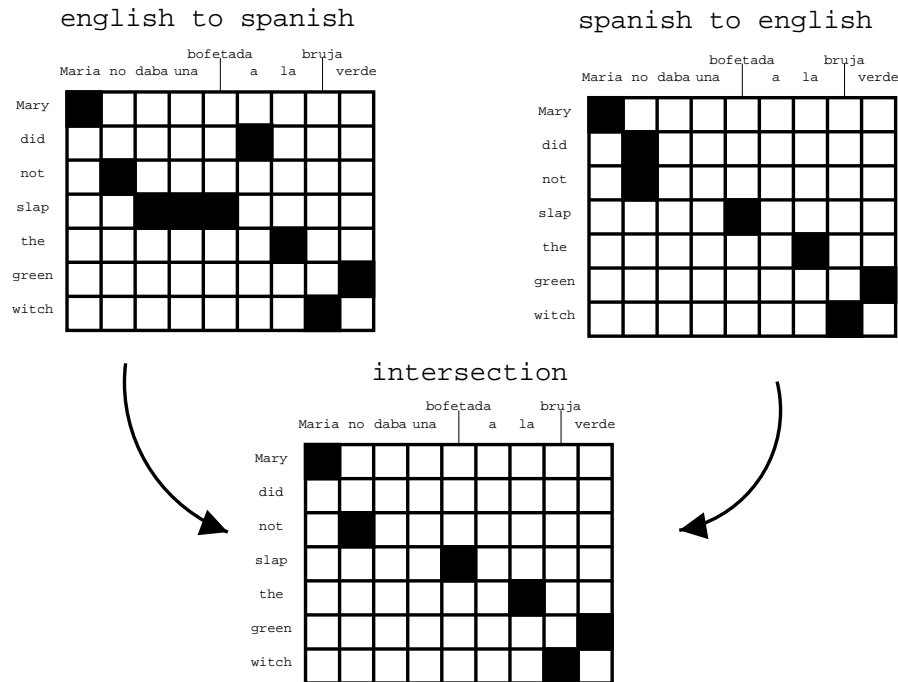 english to spanish
bofetada bruja
Maria no daba una a la verde
Mary
did
not
slap
the
green
witch
spanish to english
bofetada bruja
Maria no daba una a la verde
Mary
did
not
slap
the
green
witch
intersection
bofetada bruja
Maria no daba una a la verde
Mary
did
not
slap
the
green
witch